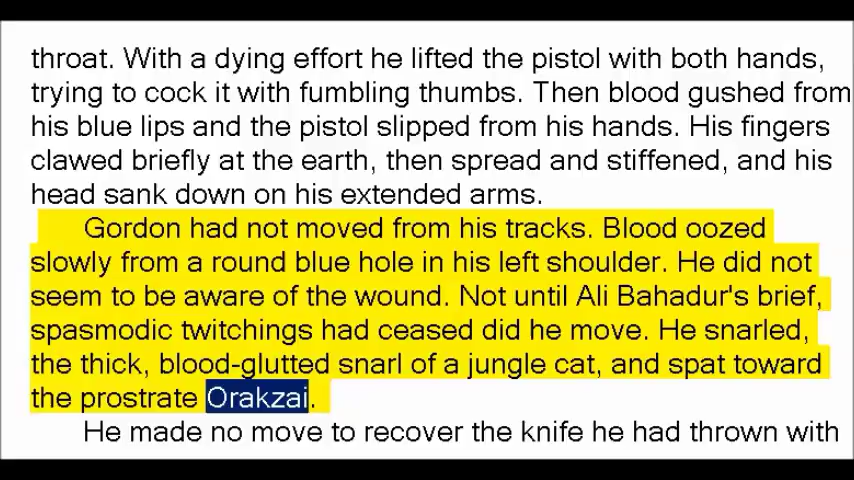 throat. With a dying effort he lifted the pistol with both hands,
trying to cock it with fumbling thumbs. Then blood gushed from
his blue lips and the pistol slipped from his hands. His fingers
clawed briefly at the earth, then spread and stiffened, and his
head sank down on his extended arms.
Gordon had not moved from his tracks. Blood oozed
slowly from a round blue hole in his left shoulder. He did not
seem to be aware of the wound. Not until Ali Bahadur's brief,
spasmodic twitchings had ceased did he move. He snarled,
the thick, blood-glutted snarl of a jungle cat, and spat toward
the prostrate Orakzai.
He made no move to recover the knife he had thrown with